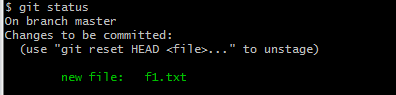 $ git status
On branch master
Changes to be committed:
  (use "git reset HEAD <file>..." to unstage)
        new file:   f1.txt